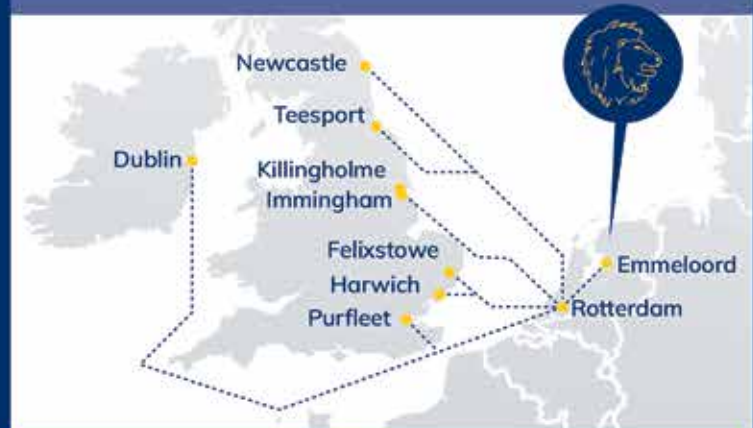 Newcastle
Teesport
Dublin
Killingholme
Immingham
Felixstowe
Harwich
Purfleet
Emmeloord
Rotterdam